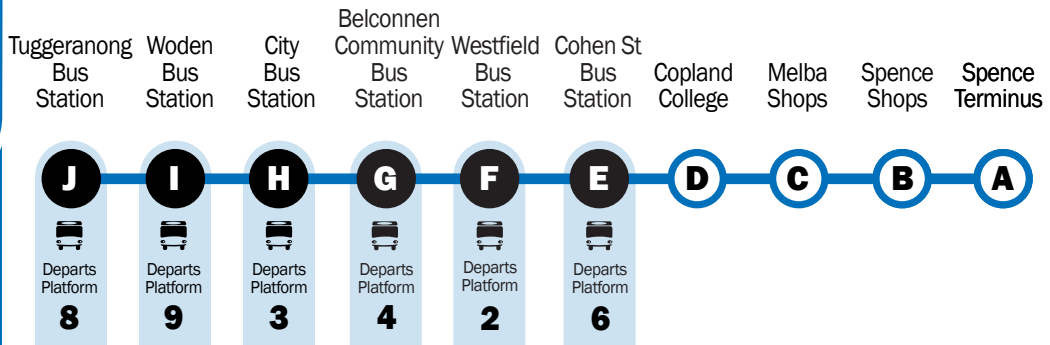 Tuggeranong
Bus
Station
Woden
Bus
Station
City
Bus
Station
Belconnen
Community
Bus
Station
Westfield
Bus
Station
Cohen St
Bus
Station
Copland
College
Melba
Shops
Spence
Shops
Spence
Terminus
J
I
H
G
F
E
D
C
B
A
Departs
Platform
8
Departs
Platform
9
Departs
Platform
3
Departs
Platform
4
Departs
Platform
2
Departs
Platform
6